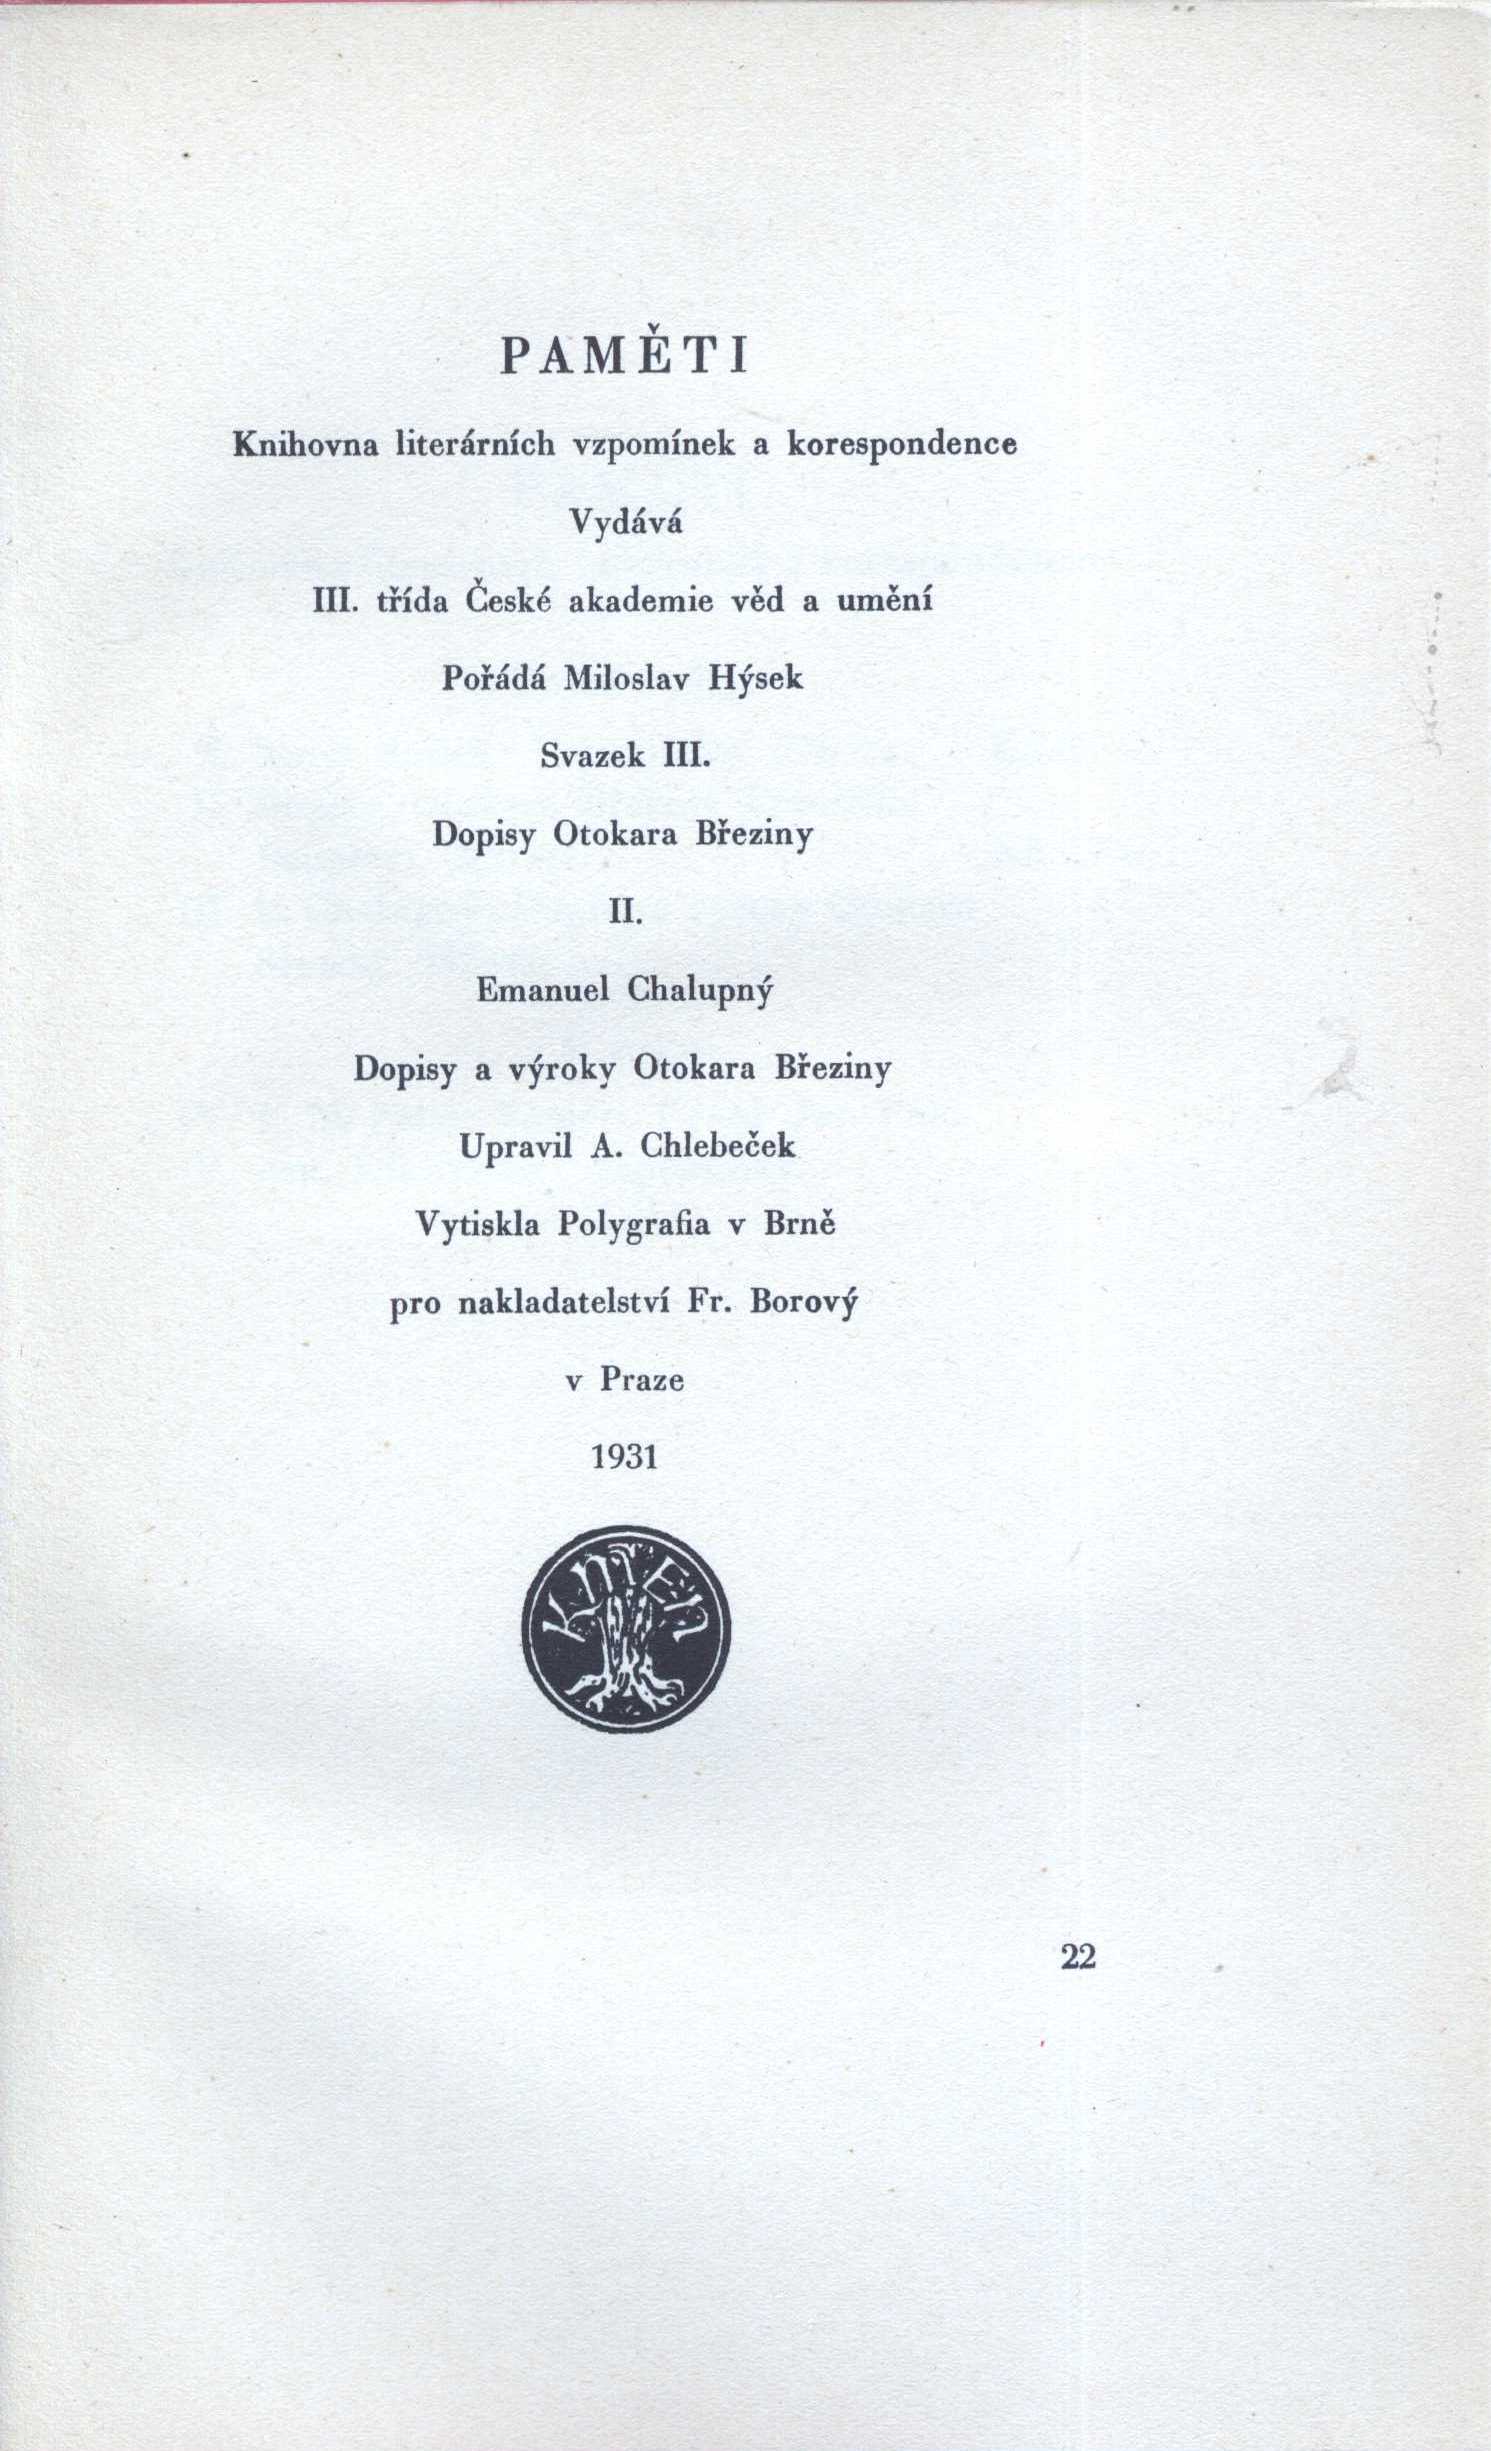 PAMĚTI
Knihovna literárních vzpomínek a korespondence
Vydává
III. třída České akademie věd a umění
Pořádá Miloslav Hýsek
Svazek III.
Dopisy Otokara Březiny
II.
Emanuel Chalupný
Dopisy a výroky Otokara Březiny
Upravil A. Chlebeček
Vytiskla Polygrafia v Brně
pro nakladatelství Fr. Borový
v Praze
1931
KMEN
22